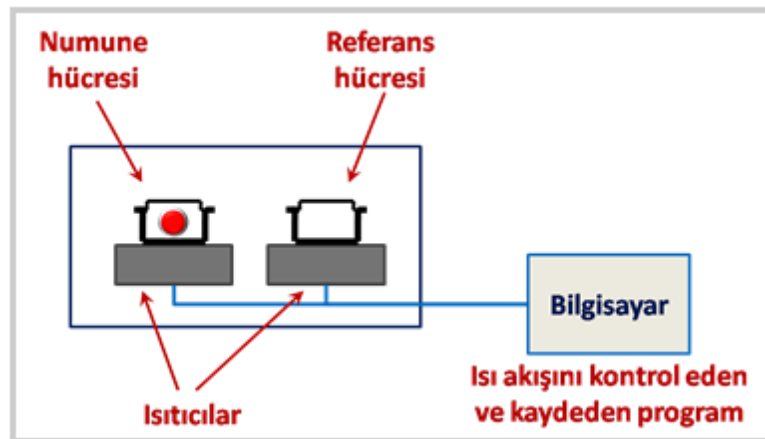 Numune
hücresi
Referans
hücresi
Bilgisayar
Isıtıcılar
Isı akışını kontrol eden
ve kaydeden program